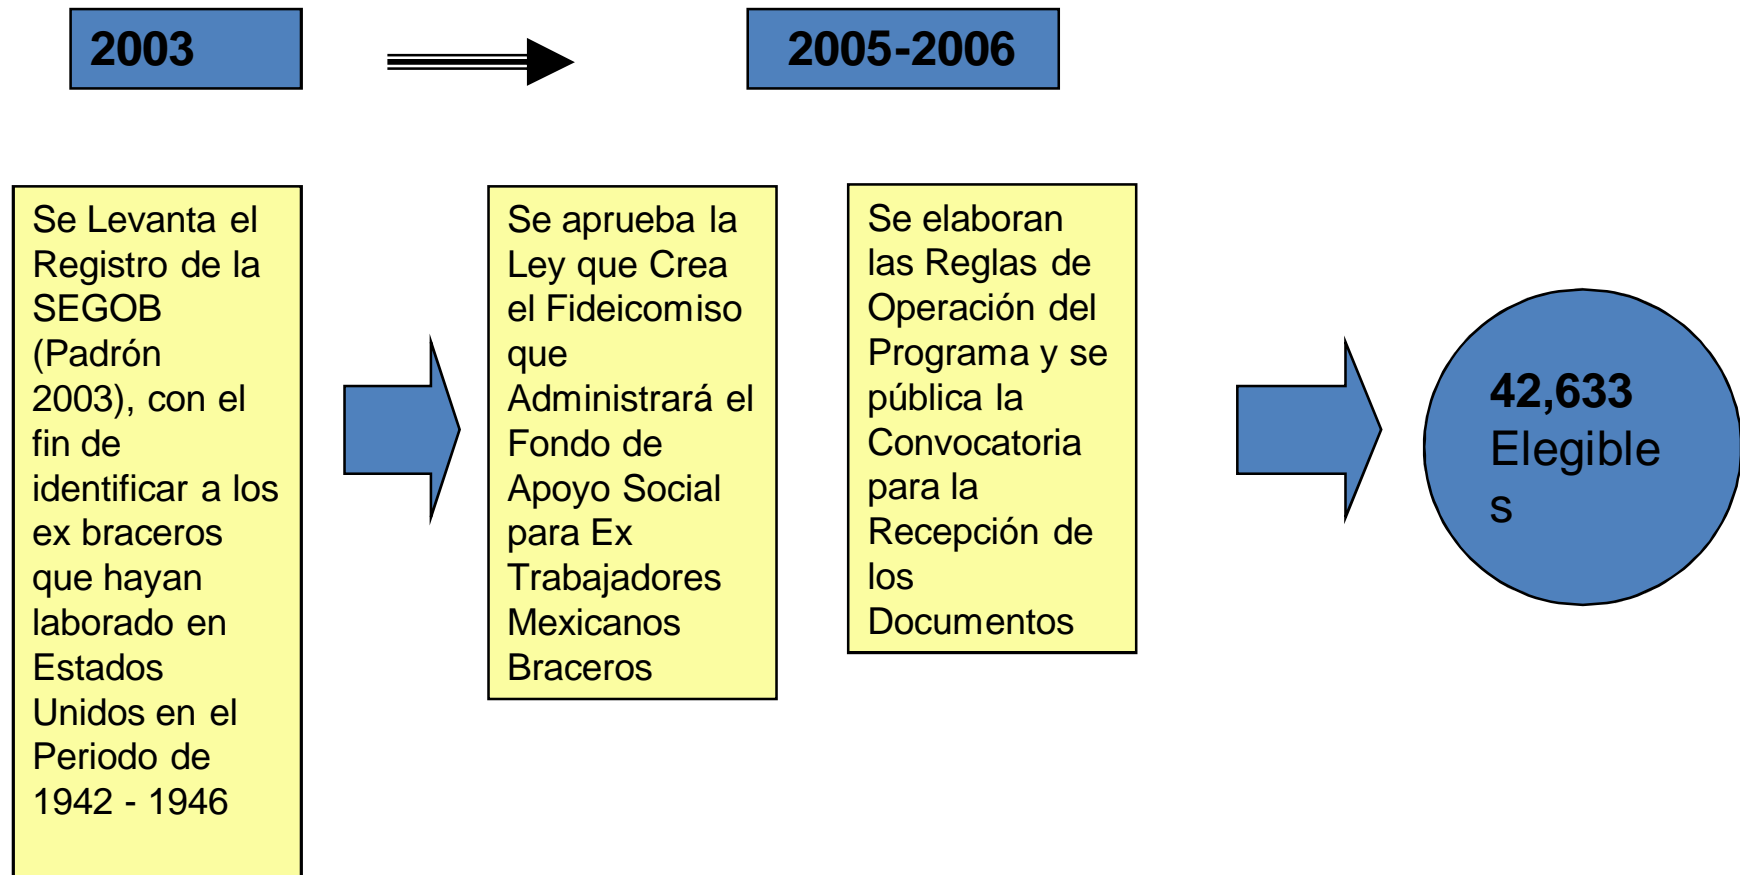 2003
2005-2006
Se Levanta el
Registro de la
SEGOB
(Padrón
2003), con el
fin de
identificar a los
ex braceros
que hayan
laborado en
Estados
Unidos en el
Periodo de
1942 - 1946
Se aprueba la
Ley que Crea
el Fideicomiso
que
Administrará el
Fondo de
Apoyo Social
para Ex
Trabajadores
Mexicanos
Braceros
Se elaboran
las Reglas de
Operación del
Programa y se
pública la
Convocatoria
para la
Recepción de
los
Documentos
42,633
Elegible
s